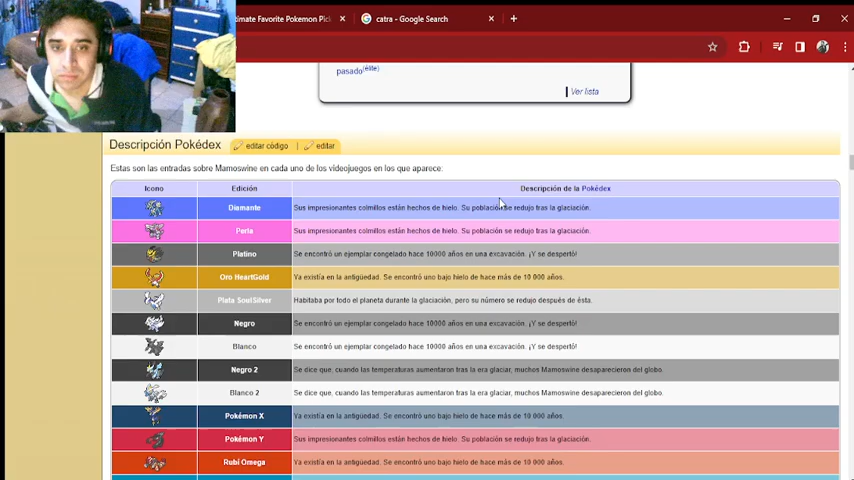 timate Favorite Pokemon Pick
catra - Google Search
pasado(élite)
Ver lista
Descripción Pokédex
editar código | editar
Estas son las entradas sobre Mamoswine en cada uno de los videojuegos en los que aparece:
Icono Edición Descripción de la Pokédex
Diamante Sus impresionantes colmillos están hechos de hielo. Su población se redujo tras la glaciación.
Perla Sus impresionantes colmillos están hechos de hielo. Su población se redujo tras la glaciación.
Platino Se encontró un ejemplar congelado hace 10000 años en una excavación. ¡Y se despertó!
Oro HeartGold Ya existía en la antigüedad. Se encontró uno bajo hielo de hace más de 10 000 años.
Plata SoulSilver Habitaba por todo el planeta durante la glaciación, pero su número se redujo después de ésta.
Negro Se encontró un ejemplar congelado hace 10000 años en una excavación. ¡Y se despertó!
Blanco Se encontró un ejemplar congelado hace 10000 años en una excavación. ¡Y se despertó!
Negro 2 Se dice que, cuando las temperaturas aumentaron tras la era glaciar, muchos Mamoswine desaparecieron del globo.
Blanco 2 Se dice que, cuando las temperaturas aumentaron tras la era glaciar, muchos Mamoswine desaparecieron del globo.
Pokémon X Ya existía en la antigüedad. Se encontró uno bajo hielo de hace más de 10 000 años.
Pokémon Y Sus impresionantes colmillos están hechos de hielo. Su población se redujo tras la glaciación.
Rubí Omega Ya existía en la antigüedad. Se encontró uno bajo hielo de hace más de 10 000 años.